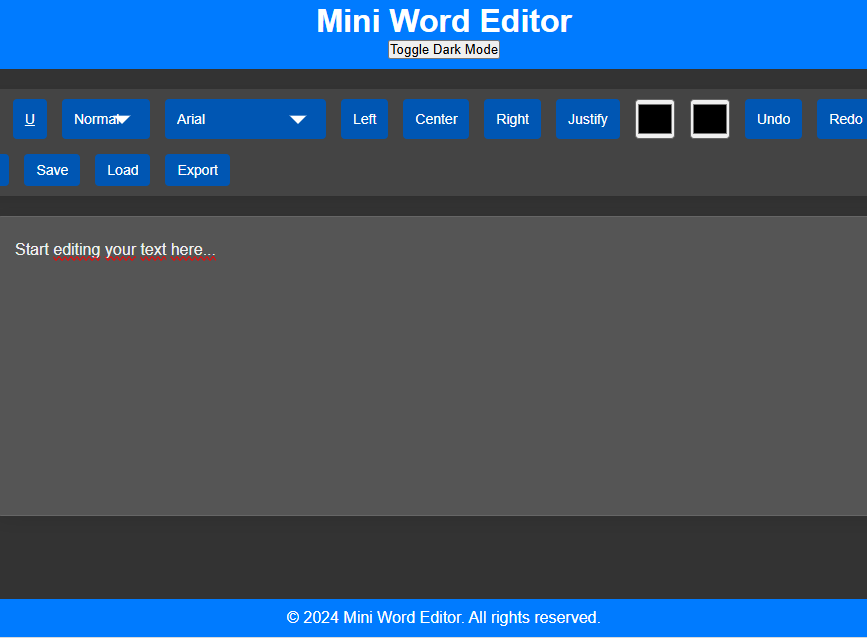 Mini Word Editor
Toggle Dark Mode
U Normal Arial Left Center Right Justify Undo Redo
Save Load Export
Start editing your text here...
© 2024 Mini Word Editor. All rights reserved.